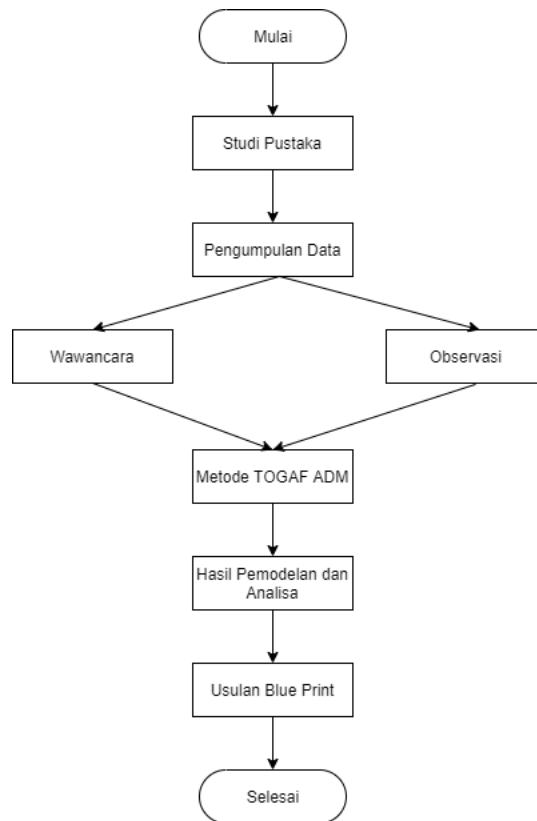 Mulai
Studi Pustaka
Pengumpulan Data
Wawancara
Observasi
Metode TOGAF ADM
Hasil Pemodelan dan
Analisa
Usulan Blue Print
Selesai